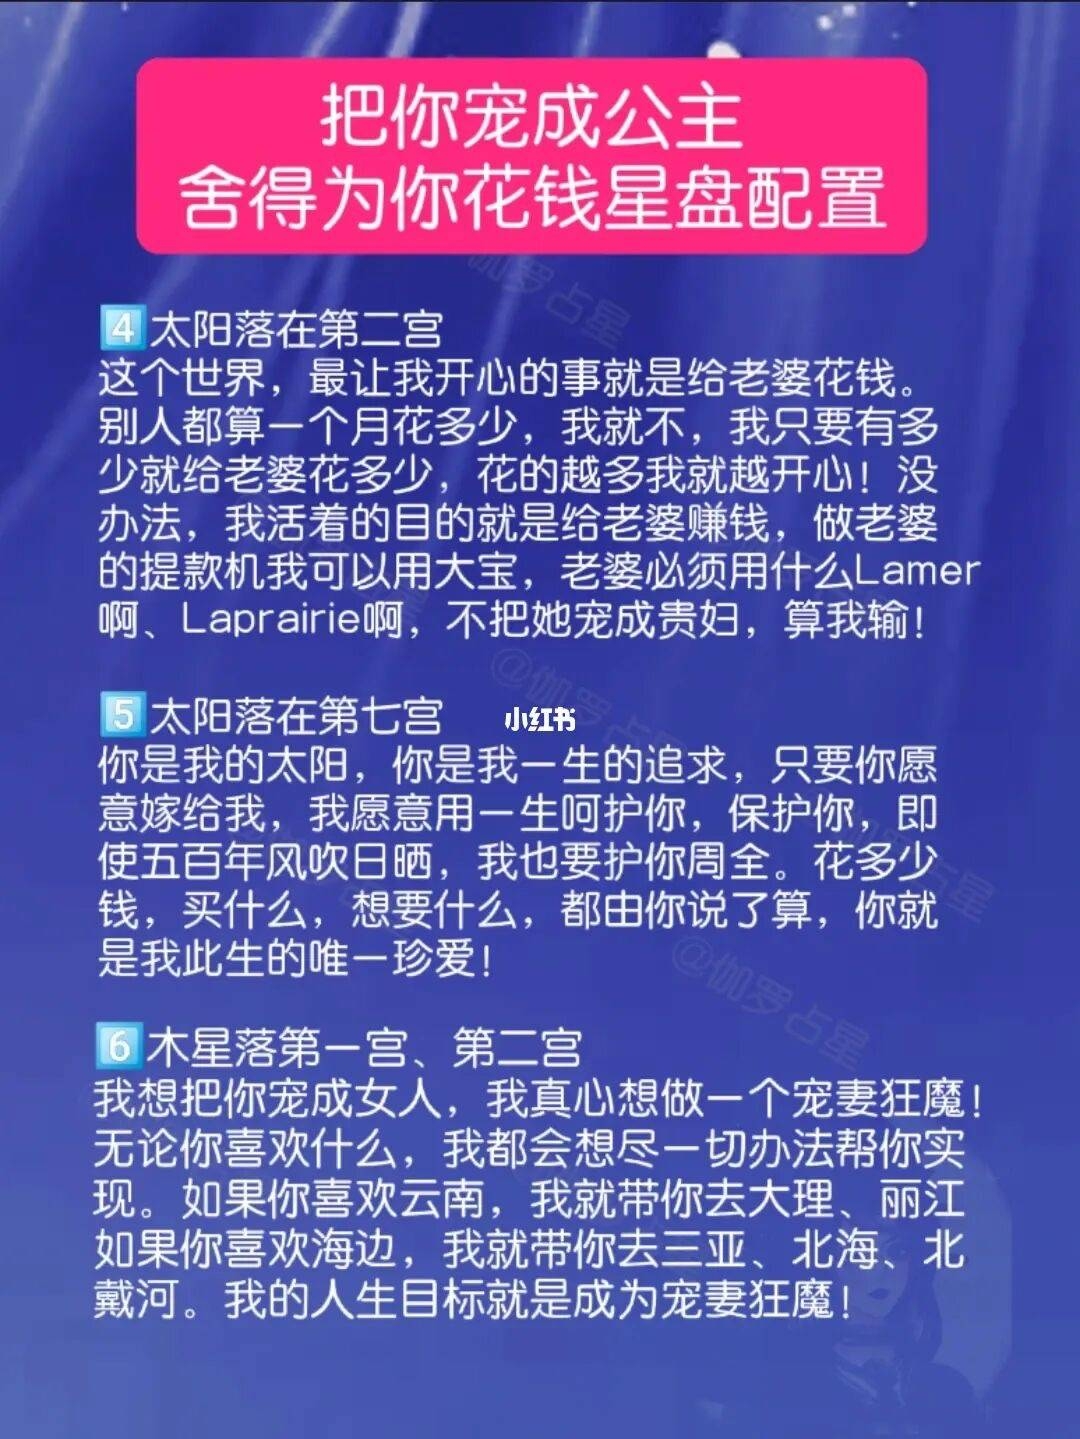 把你宠成公主
舍得为你花钱星盘配置
4 太阳落在第二宫
这个世界，最让我开心的事就是给老婆花钱。
别人都算一个月花多少，我就不，我只要有多
少就给老婆花多少，花的越多我就越开心！没
办法，我活着的目的就是给老婆赚钱，做老婆
的提款机我可以用大宝，老婆必须用什么Lamer
啊、Laprairie啊，不把她宠成贵妇，算我输！
5 太阳落在第七宫
小红书
你是我的太阳，你是我一生的追求，只要你愿
意嫁给我，我愿意用一生呵护你，保护你，即
使五百年风吹日晒，我也要护你周全。花多少
钱，买什么，想要什么，都由你说了算，你就
是我此生的唯一珍爱！
6 木星落第一宫、第二宫
我想把你宠成女人，我真心想做一个宠妻狂魔！
无论你喜欢什么，我都会想尽一切办法帮你实
现。如果你喜欢云南，我就带你去大理、丽江
如果你喜欢海边，我就带你去三亚、北海、北
戴河。我的人生目标就是成为宠妻狂魔！
伽罗占星
@伽罗占星
@伽罗占星